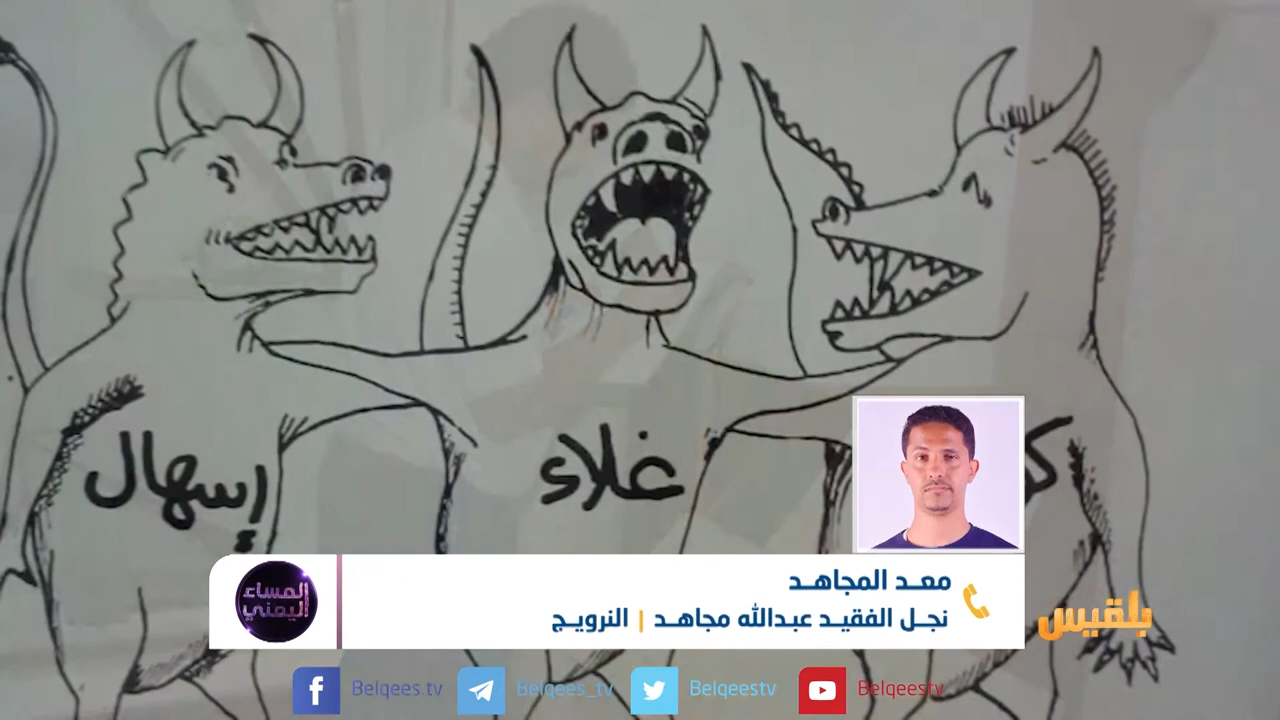 إسهال
غلاء
معد المجاهد
نجل الفقيد عبدالله مجاهد | النرويج
المساء
اليمني
بلقيس
Belqees.tv
Belqees_tv
Belqeestv
Belqeestv